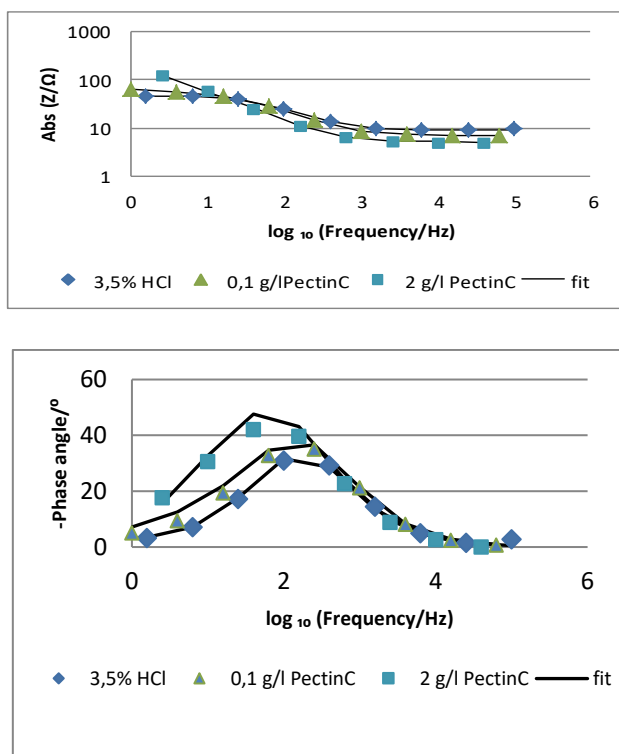 1000
100
10
1
Abs (Z/Ω)
0 1 2 3 4 5 6
log ₁₀ (Frequency/Hz)
3,5% HCl 0,1 g/lPectinC 2 g/l PectinC fit
60
40
20
0
-Phase angle/⁰
0 2 4 6
log ₁₀ (Frequency/Hz)
3,5% HCl 0,1 g/l PectinC 2 g/l PectinC fit